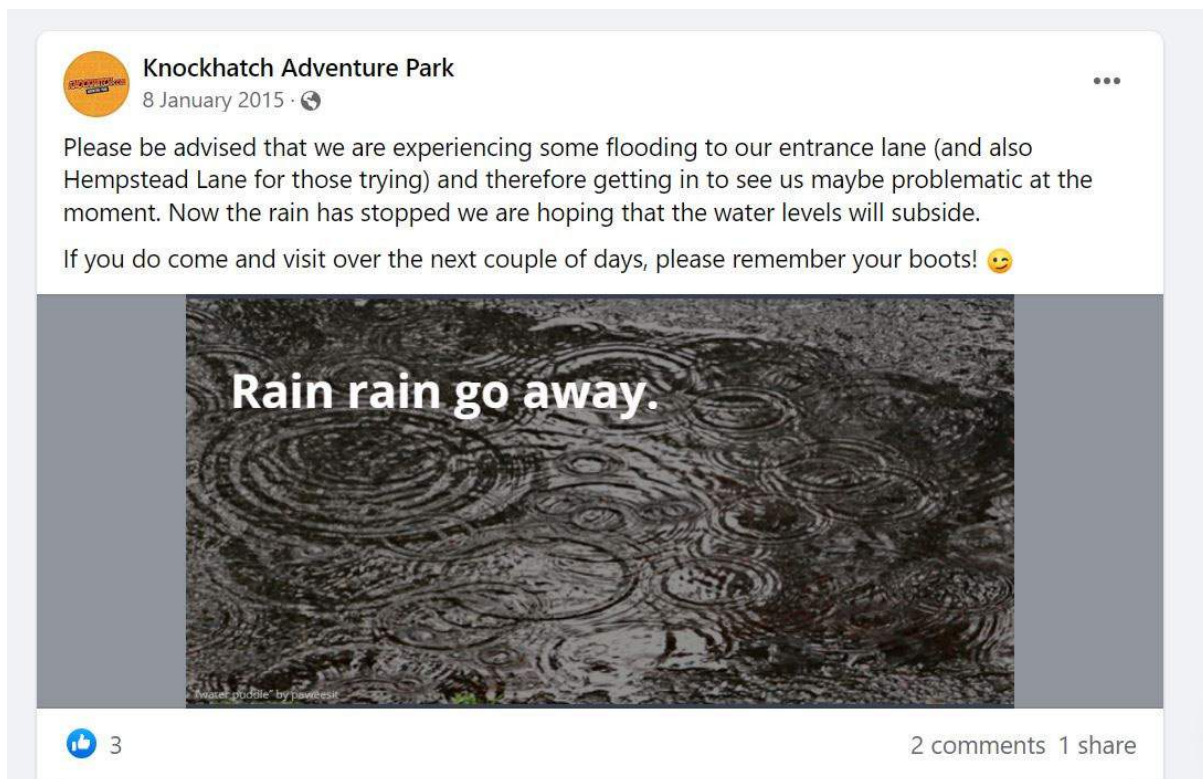 Knockhatch Adventure Park
8 January 2015 ·
Please be advised that we are experiencing some flooding to our entrance lane (and also
Hempstead Lane for those trying) and therefore getting in to see us maybe problematic at the
moment. Now the rain has stopped we are hoping that the water levels will subside.
If you do come and visit over the next couple of days, please remember your boots! 😉
Rain rain go away.
"water puddle" by paweesit
3
2 comments 1 share